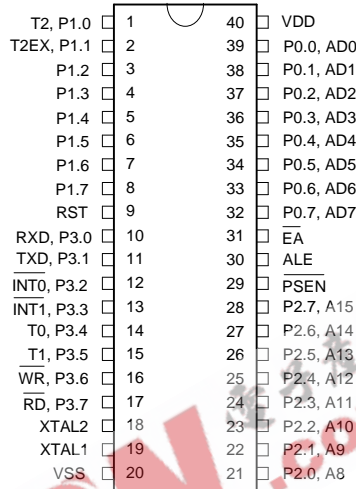 T2, P1.0 1 40 VDD
T2EX, P1.1 2 39 P0.0, AD0
P1.2 3 38 P0.1, AD1
P1.3 4 37 P0.2, AD2
P1.4 5 36 P0.3, AD3
P1.5 6 35 P0.4, AD4
P1.6 7 34 P0.5, AD5
P1.7 8 33 P0.6, AD6
RST 9 32 P0.7, AD7
RXD, P3.0 10 31 EA
TXD, P3.1 11 30 ALE
INT0, P3.2 12 29 PSEN
INT1, P3.3 13 28 P2.7, A15
T0, P3.4 14 27 P2.6, A14
T1, P3.5 15 26 P2.5, A13
WR, P3.6 16 25 P2.4, A12
RD, P3.7 17 24 P2.3, A11
XTAL2 18 23 P2.2, A10
XTAL1 19 22 P2.1, A9
VSS 20 21 P2.0, A8